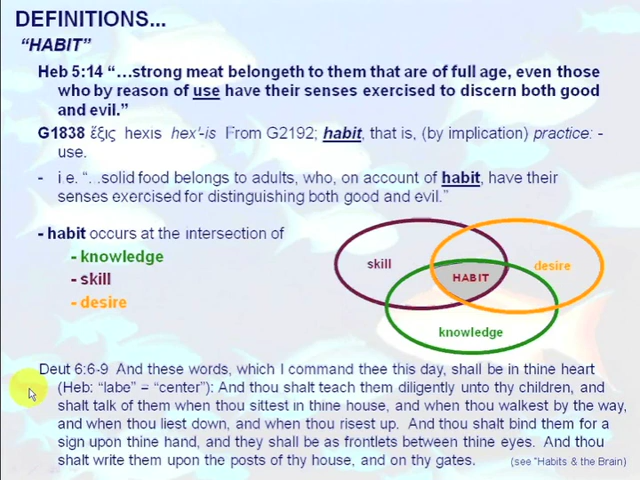 DEFINITIONS...
“HABIT”
Heb 5:14 “…strong meat belongeth to them that are of full age, even those
who by reason of use have their senses exercised to discern both good
and evil.”
G1838 ἕξις hexis hex'-is From G2192; habit, that is, (by implication) practice: -
use.
- i.e. “...solid food belongs to adults, who, on account of habit, have their
senses exercised for distinguishing both good and evil.”
- habit occurs at the intersection of
- knowledge
- skill
- desire
skill
HABIT
desire
knowledge
Deut 6:6-9 And these words, which I command thee this day, shall be in thine heart
(Heb: “labe” = “center”): And thou shalt teach them diligently unto thy children, and
shalt talk of them when thou sittest in thine house, and when thou walkest by the way,
and when thou liest down, and when thou risest up. And thou shalt bind them for a
sign upon thine hand, and they shall be as frontlets between thine eyes. And thou
shalt write them upon the posts of thy house, and on thy gates. (see “Habits & the Brain)